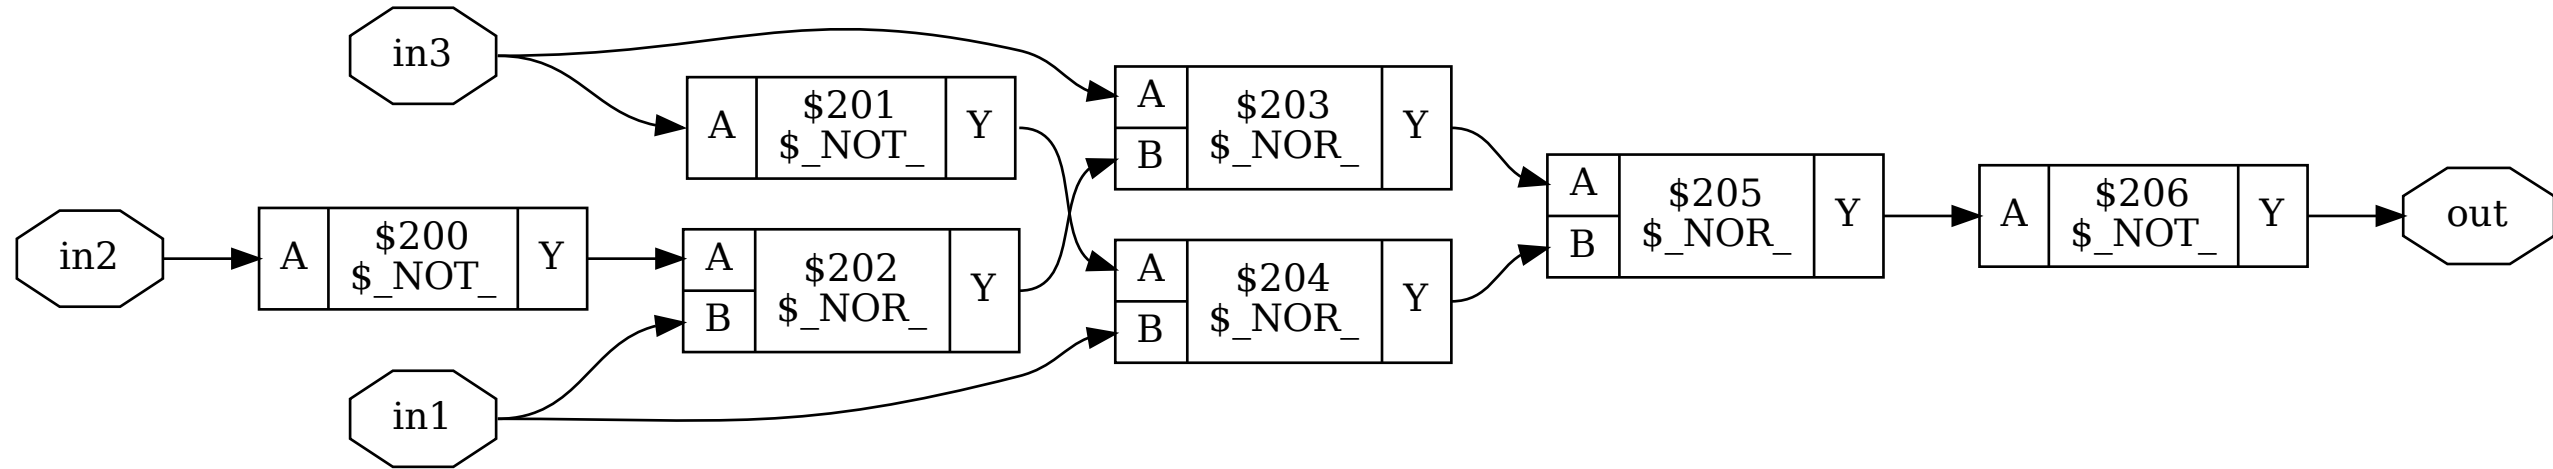 in3
A
$201
$_NOT_
Y
A
B
$203
$_NOR_
Y
in2
A
$200
$_NOT_
Y
A
B
$202
$_NOR_
Y
A
B
$204
$_NOR_
Y
in1
A
B
$205
$_NOR_
Y
A
$206
$_NOT_
Y
out